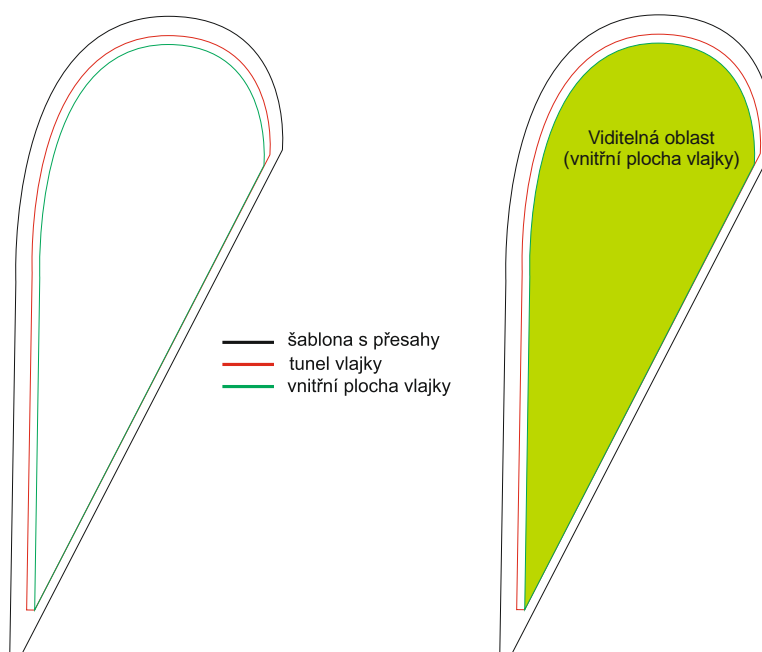 Viditelná oblast
(vnitřní plocha vlajky)
šablona s přesahy
tunel vlajky
vnitřní plocha vlajky